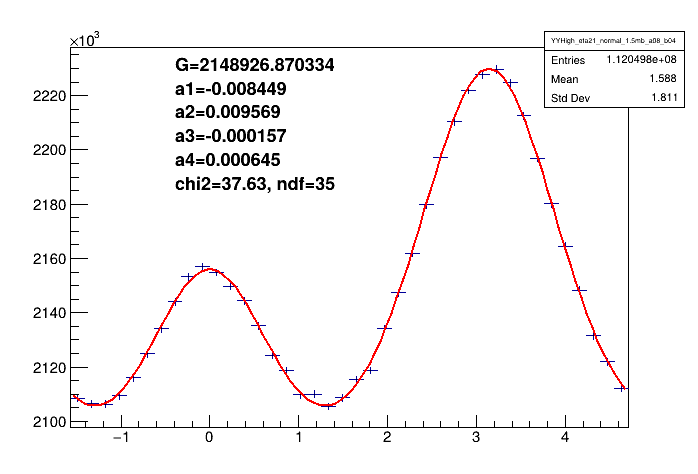 ×10³
YYHigh_eta21_normal_1.5mb_a08_b04
Entries 1.120498e+08
Mean 1.588
Std Dev 1.811
G=2148926.870334
a1=-0.008449
a2=0.009569
a3=-0.000157
a4=0.000645
chi2=37.63, ndf=35
2220
2200
2180
2160
2140
2120
2100
−1 0 1 2 3 4